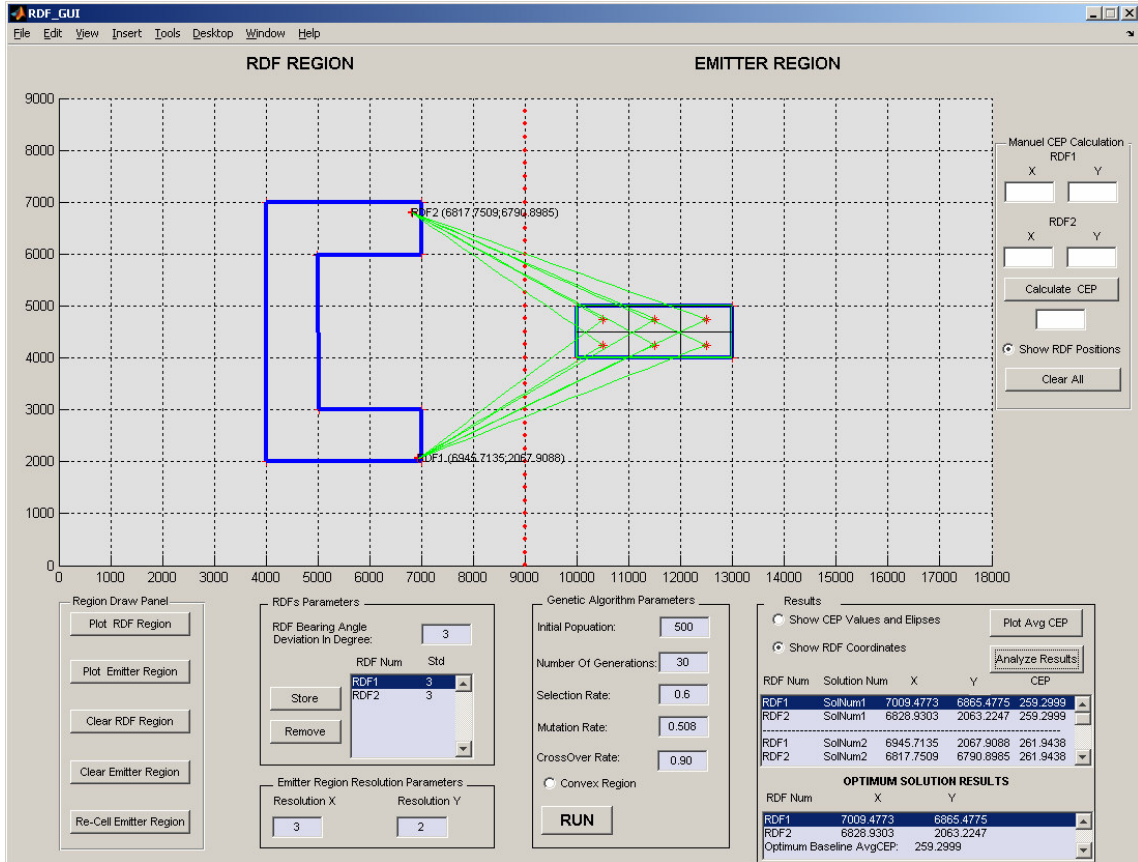 RDF_GUI
File Edit View Insert Tools Desktop Window Help
RDF REGION EMITTER REGION
9000
8000
7000
6000
5000
4000
3000
2000
1000
0
0 1000 2000 3000 4000 5000 6000 7000 8000 9000 10000 11000 12000 13000 14000 15000 16000 17000 18000
RDF2 (6817.7509;6790.8985)
RDF1 (6945.7135;2067.9088)
Manuel CEP Calculation
RDF1
X Y
RDF2
X Y
Calculate CEP
Show RDF Positions
Clear All
Region Draw Panel
Plot RDF Region
Plot Emitter Region
Clear RDF Region
Clear Emitter Region
Re-Cell Emitter Region
RDFs Parameters
RDF Bearing Angle
Deviation In Degree: 3
RDF Num Std
RDF1 3
RDF2 3
Store
Remove
Emitter Region Resolution Parameters
Resolution X Resolution Y
3 2
Genetic Algorithm Parameters
Initial Popuation: 500
Number Of Generations: 30
Selection Rate: 0.6
Mutation Rate: 0.508
CrossOver Rate: 0.90
Convex Region
RUN
Results
Show CEP Values and Elipses
Plot Avg CEP
Show RDF Coordinates
Analyze Results
RDF Num Solution Num X Y CEP
RDF1 SolNum1 7009.4773 6865.4775 259.2999
RDF2 SolNum1 6828.9303 2063.2247 259.2999
--------------------------------------------------------------
RDF1 SolNum2 6945.7135 2067.9088 261.9438
RDF2 SolNum2 6817.7509 6790.8985 261.9438
OPTIMUM SOLUTION RESULTS
RDF Num X Y
RDF1 7009.4773 6865.4775
RDF2 6828.9303 2063.2247
Optimum Baseline AvgCEP: 259.2999